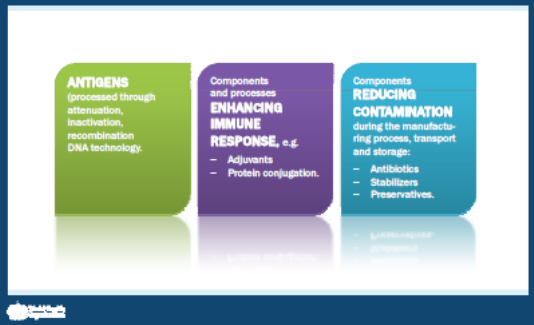 ANTIGENS
(processed through
attenuation,
inactivation,
recombination
DNA technology.
Components
and processes
ENHANCING
IMMUNE
RESPONSE, e.g.
– Adjuvants
– Protein conjugation.
Components
REDUCING
CONTAMINATION
during the manufactu-
ring process, transport
and storage:
– Antibiotics
– Stabilizers
– Preservatives.